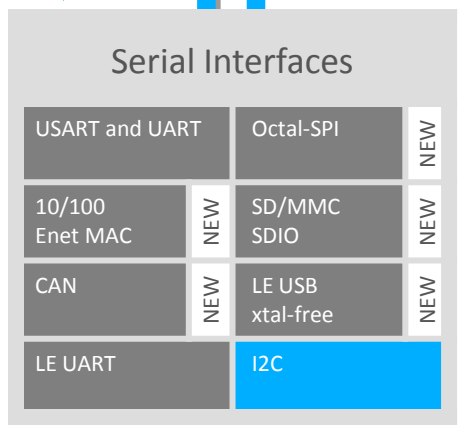 Serial Interfaces
USART and UART
Octal-SPI
NEW
10/100
Enet MAC
NEW
SD/MMC
SDIO
NEW
CAN
NEW
LE USB
xtal-free
NEW
LE UART
I2C